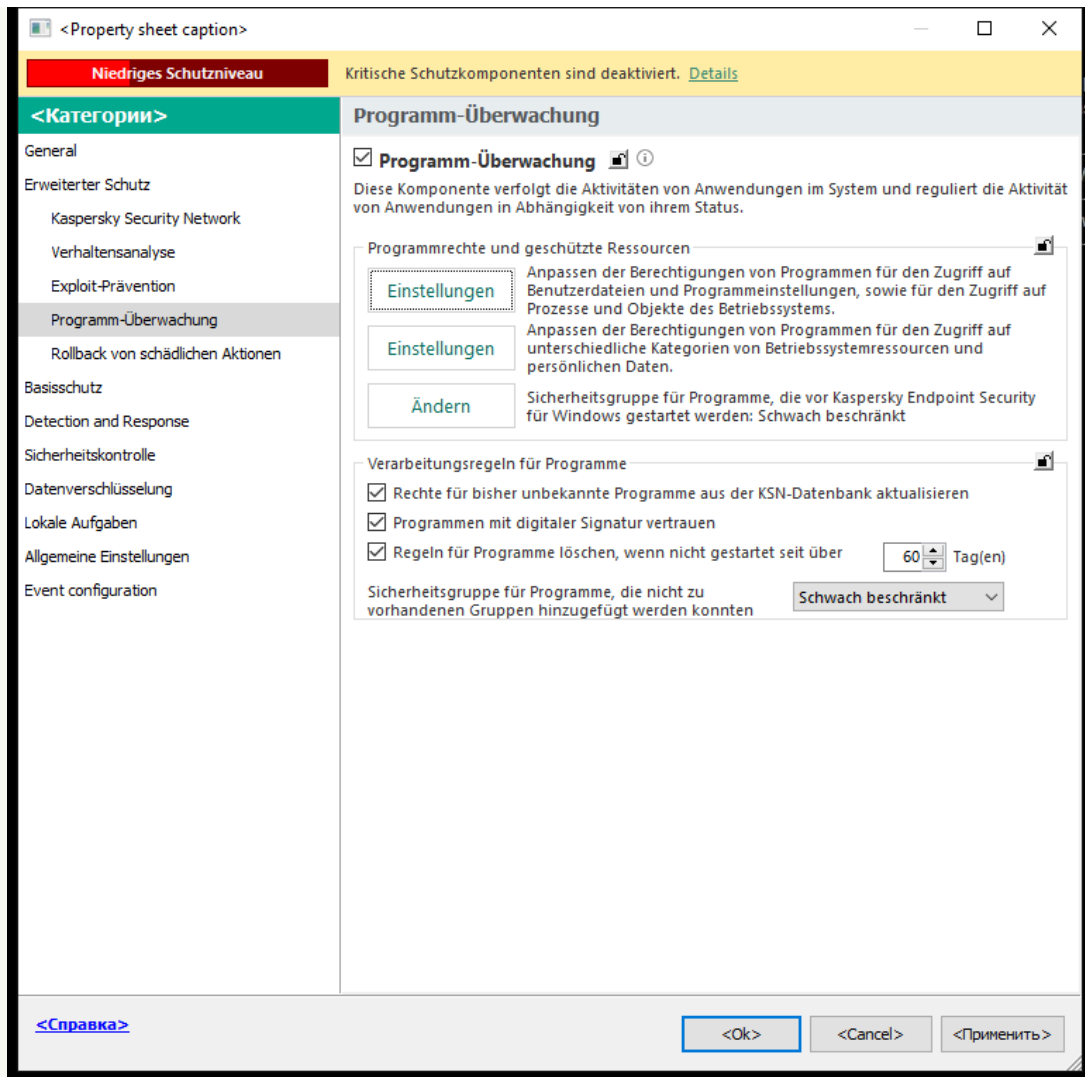 <Property sheet caption>
Niedriges Schutzniveau
Kritische Schutzkomponenten sind deaktiviert. Details
<Категории>
General
Erweiterter Schutz
Kaspersky Security Network
Verhaltensanalyse
Exploit-Prävention
Programm-Überwachung
Rollback von schädlichen Aktionen
Basisschutz
Detection and Response
Sicherheitskontrolle
Datenverschlüsselung
Lokale Aufgaben
Allgemeine Einstellungen
Event configuration
Programm-Überwachung
Programm-Überwachung
Diese Komponente verfolgt die Aktivitäten von Anwendungen im System und reguliert die Aktivität
von Anwendungen in Abhängigkeit von ihrem Status.
Programmrechte und geschützte Ressourcen
Einstellungen
Anpassen der Berechtigungen von Programmen für den Zugriff auf
Benutzerdateien und Programmeinstellungen, sowie für den Zugriff auf
Prozesse und Objekte des Betriebssystems.
Einstellungen
Anpassen der Berechtigungen von Programmen für den Zugriff auf
unterschiedliche Kategorien von Betriebssystemressourcen und
persönlichen Daten.
Ändern
Sicherheitsgruppe für Programme, die vor Kaspersky Endpoint Security
für Windows gestartet werden: Schwach beschränkt
Verarbeitungsregeln für Programme
Rechte für bisher unbekannte Programme aus der KSN-Datenbank aktualisieren
Programmen mit digitaler Signatur vertrauen
Regeln für Programme löschen, wenn nicht gestartet seit über 60 Tag(en)
Sicherheitsgruppe für Programme, die nicht zu
vorhandenen Gruppen hinzugefügt werden konnten
Schwach beschränkt
<Справка>
<Ok>
<Cancel>
<Применить>